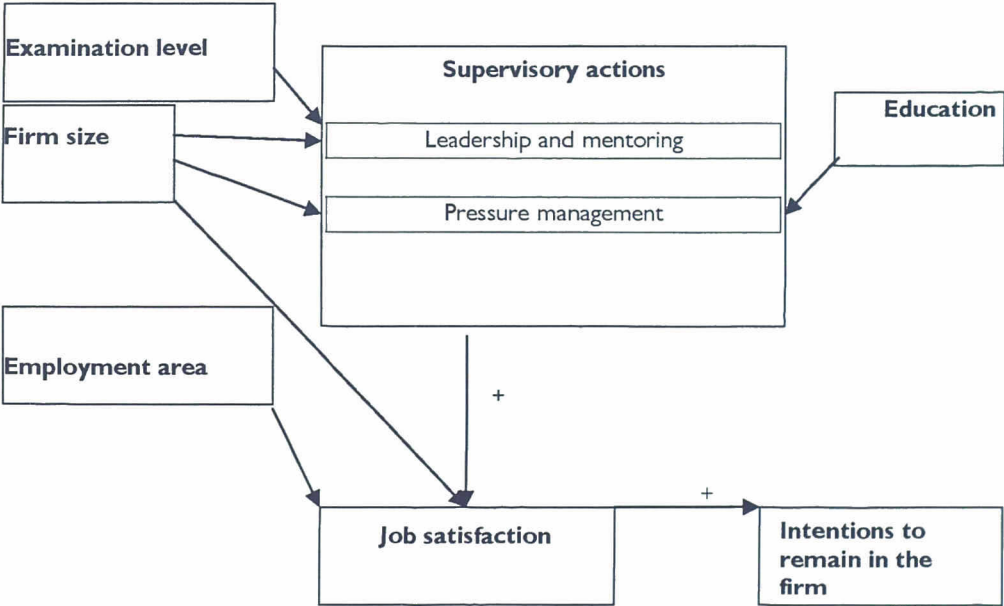 Examination level
Supervisory actions
Education
Firm size
Leadership and mentoring
Pressure management
Employment area
+
+
Job satisfaction
Intentions to
remain in the
firm